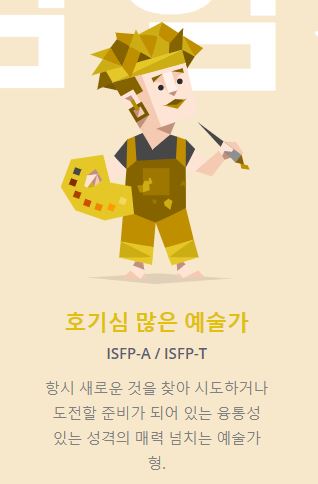 호기심 많은 예술가
ISFP-A / ISFP-T
항시 새로운 것을 찾아 시도하거나
도전할 준비가 되어 있는 융통성
있는 성격의 매력 넘치는 예술가
형.